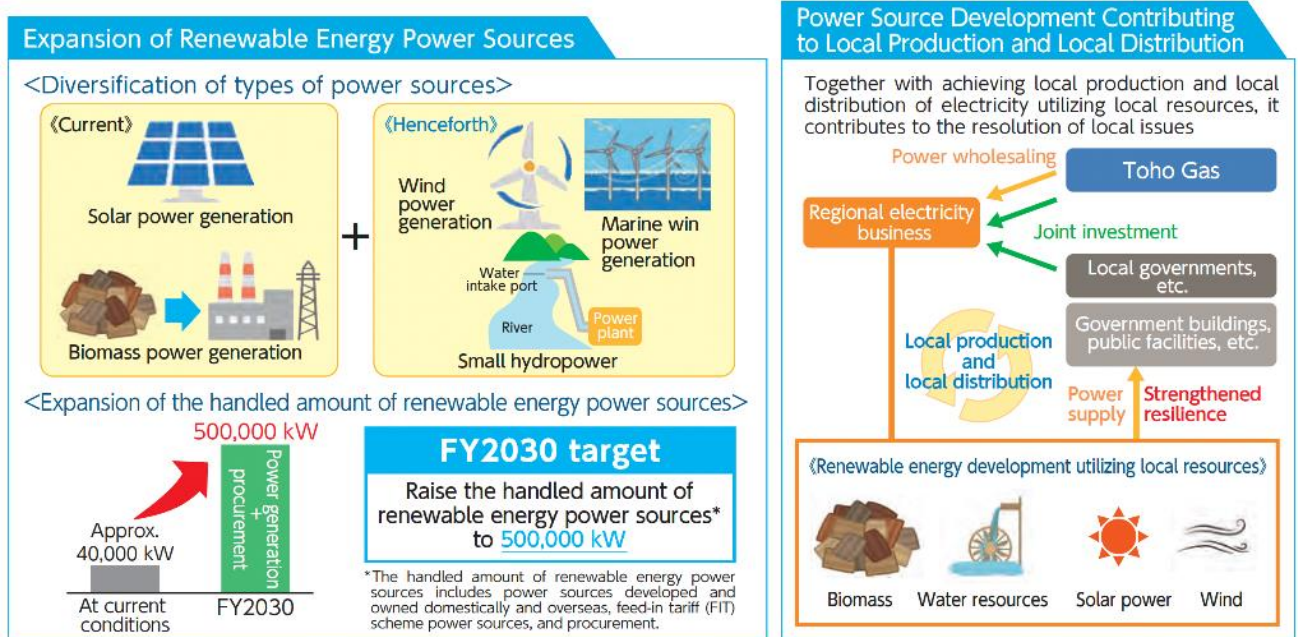 Expansion of Renewable Energy Power Sources
<Diversification of types of power sources>
《Current》
Solar power generation
Biomass power generation
+
《Henceforth》
Wind
power
generation
Marine win
power
generation
Water
intake port
River
Power
plant
Small hydropower
<Expansion of the handled amount of renewable energy power sources>
500,000 kW
Approx.
40,000 kW
Power generation
+
procurement
At current
conditions
FY2030
FY2030 target
Raise the handled amount of
renewable energy power sources*
to 500,000 kW
*The handled amount of renewable energy power
sources includes power sources developed and
owned domestically and overseas, feed-in tariff (FIT)
scheme power sources, and procurement.
Power Source Development Contributing
to Local Production and Local Distribution
Together with achieving local production and local
distribution of electricity utilizing local resources, it
contributes to the resolution of local issues
Power wholesaling
Toho Gas
Regional electricity
business
Joint investment
Local governments,
etc.
Government buildings,
public facilities, etc.
Local production
and
local distribution
Power
supply
Strengthened
resilience
《Renewable energy development utilizing local resources》
Biomass
Water resources
Solar power
Wind